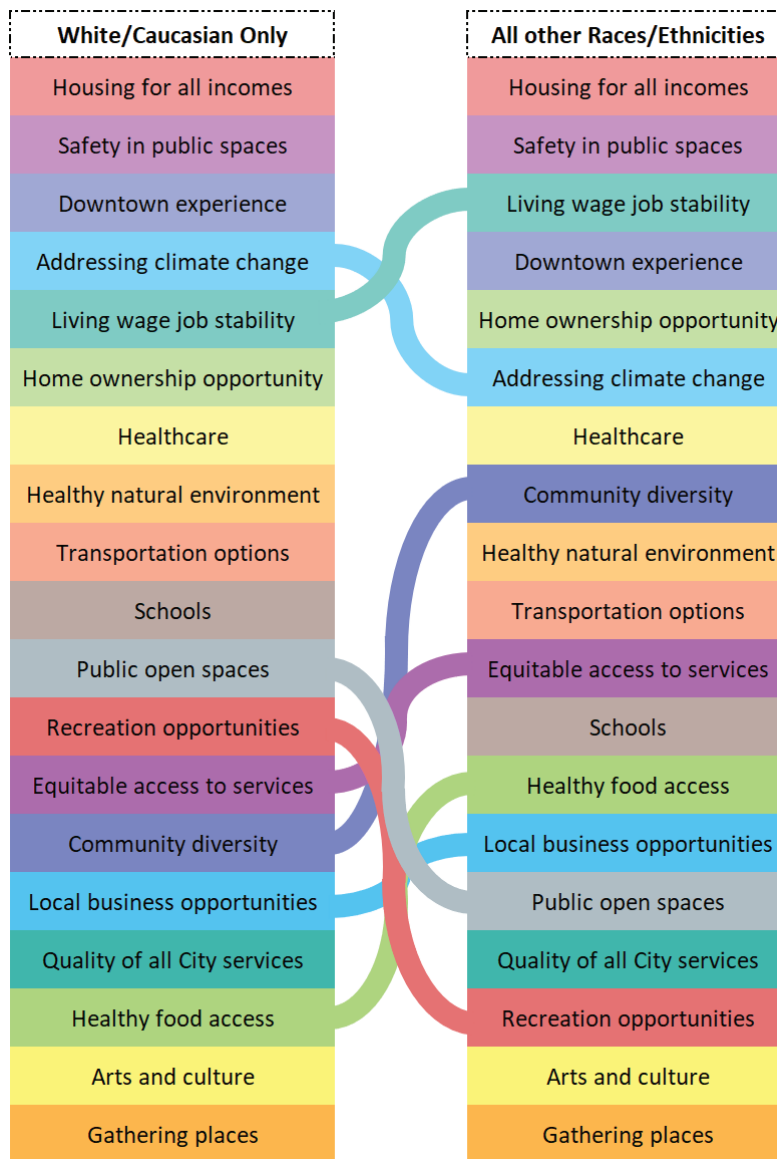 White/Caucasian Only
Housing for all incomes
Safety in public spaces
Downtown experience
Addressing climate change
Living wage job stability
Home ownership opportunity
Healthcare
Healthy natural environment
Transportation options
Schools
Public open spaces
Recreation opportunities
Equitable access to services
Community diversity
Local business opportunities
Quality of all City services
Healthy food access
Arts and culture
Gathering places
All other Races/Ethnicities
Housing for all incomes
Safety in public spaces
Living wage job stability
Downtown experience
Home ownership opportunity
Addressing climate change
Healthcare
Community diversity
Healthy natural environment
Transportation options
Equitable access to services
Schools
Healthy food access
Local business opportunities
Public open spaces
Quality of all City services
Recreation opportunities
Arts and culture
Gathering places